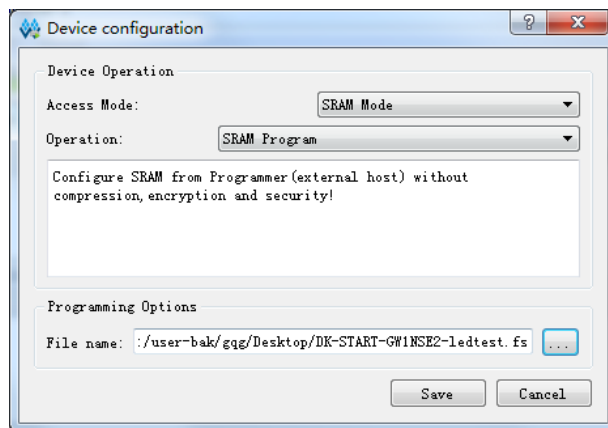 Device configuration
Device Operation
Access Mode: SRAM Mode
Operation: SRAM Program
Configure SRAM from Programmer(external host) without
compression,encryption and security!
Programming Options
File name: :/user-bak/gqg/Desktop/DK-START-GW1NSE2-ledtest.fs ...
Save Cancel